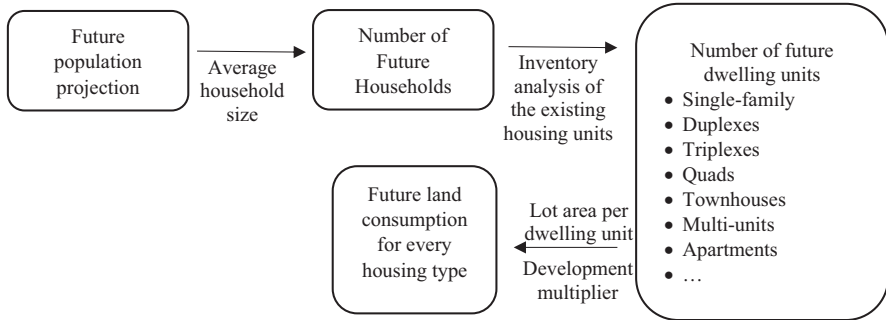 Future
population
projection
Average
household
size
Number of
Future
Households
Inventory
analysis of
the existing
housing units
Number of future
dwelling units
• Single-family
• Duplexes
• Triplexes
• Quads
• Townhouses
• Multi-units
• Apartments
• …
Lot area per
dwelling unit
Development
multiplier
Future land
consumption
for every
housing type